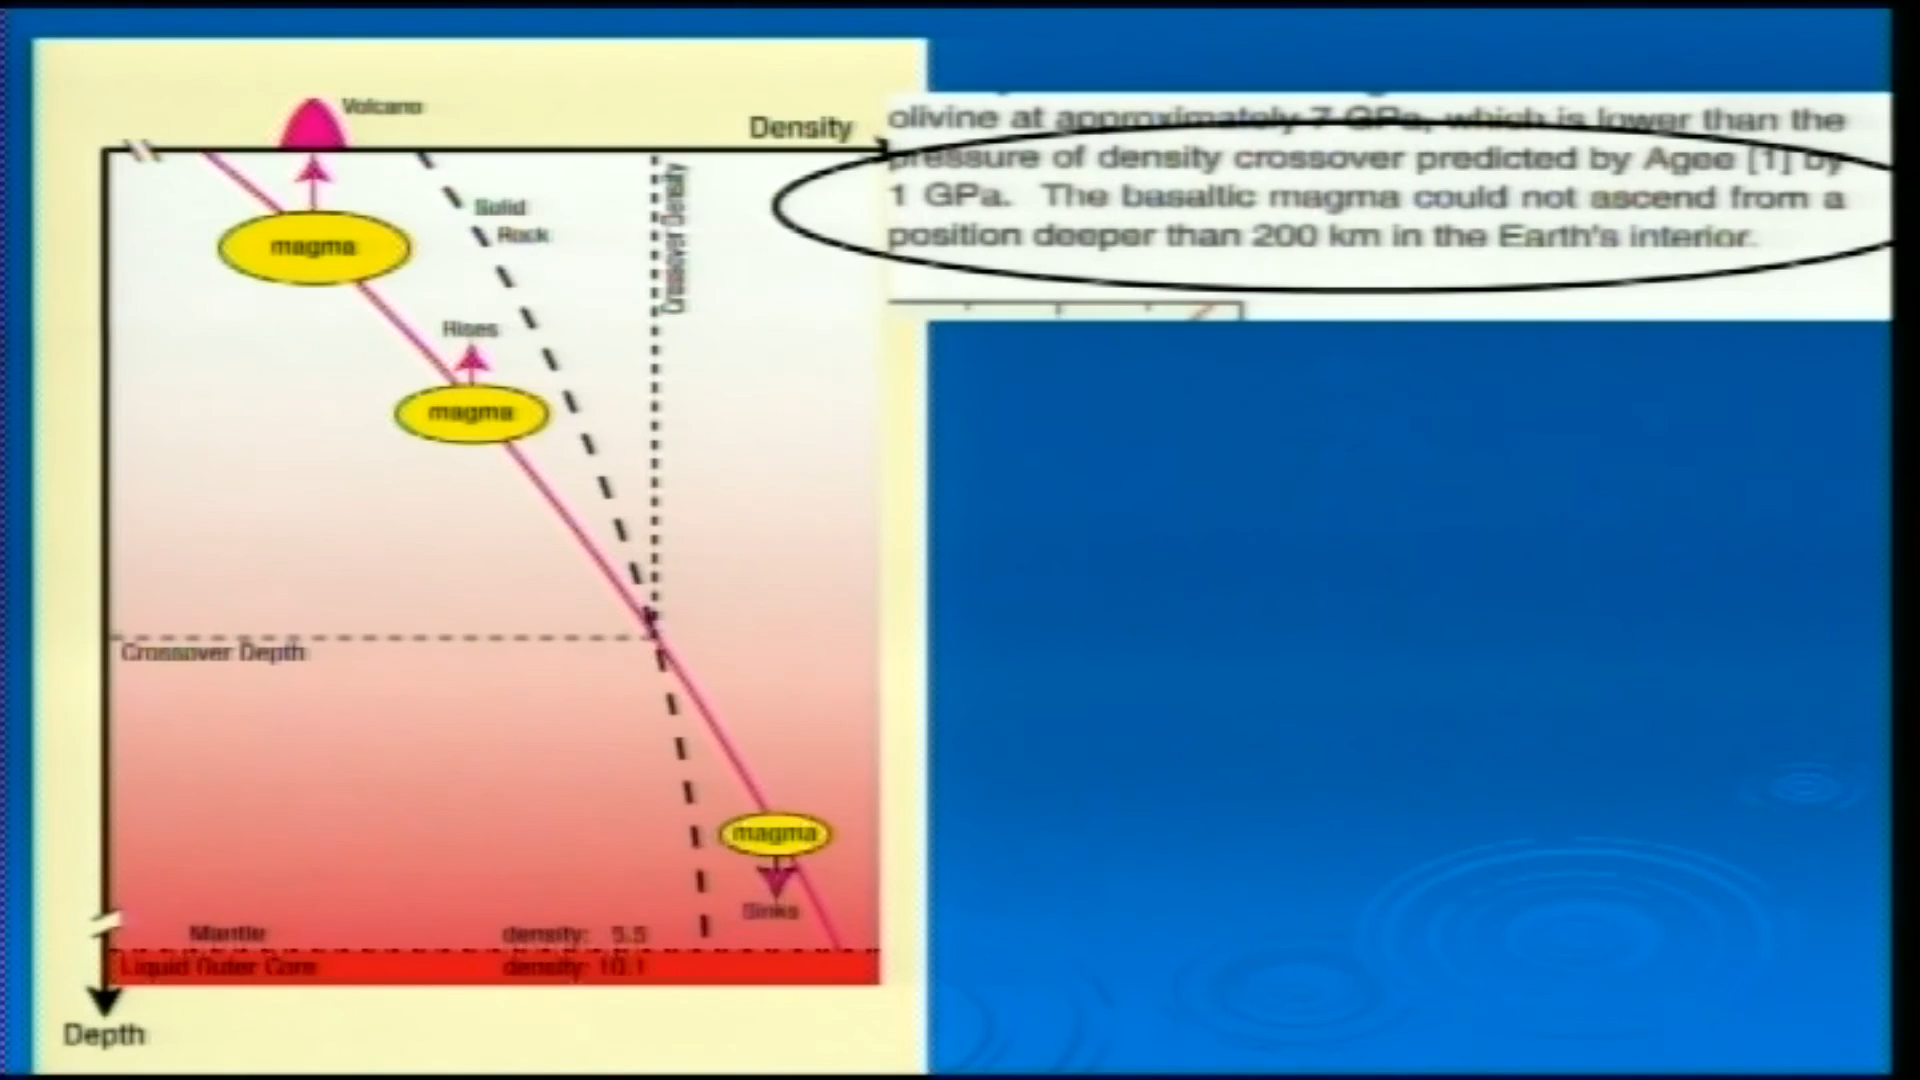 Volcano
Density
olivine at approximately 7 GPa, which is lower than the
pressure of density crossover predicted by Agee [1] by
1 GPa. The basaltic magma could not ascend from a
position deeper than 200 km in the Earth's interior.
Crossover Density
Solid
Rock
magma
Rises
magma
Crossover Depth
magma
Sinks
Mantle density: 5.5
Liquid Outer Core density: 10.1
Depth